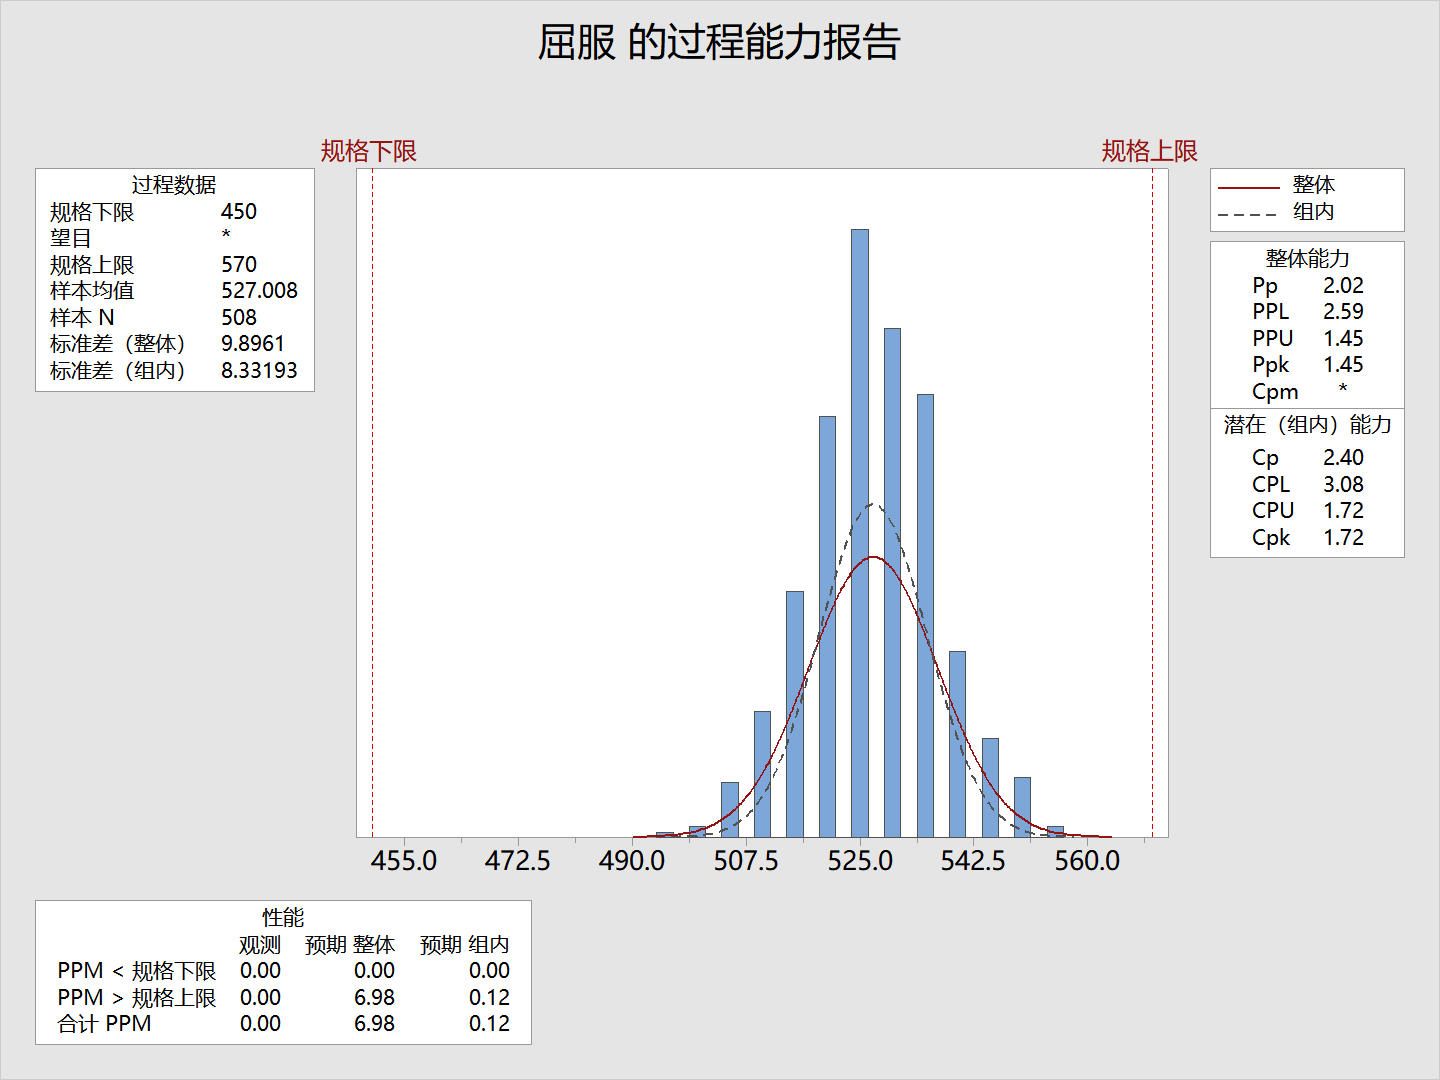 屈服 的过程能力报告
规格下限 规格上限
过程数据
规格下限 450
望目 *
规格上限 570
样本均值 527.008
样本 N 508
标准差（整体） 9.8961
标准差（组内） 8.33193
整体
组内
整体能力
Pp 2.02
PPL 2.59
PPU 1.45
Ppk 1.45
Cpm *
潜在（组内）能力
Cp 2.40
CPL 3.08
CPU 1.72
Cpk 1.72
455.0 472.5 490.0 507.5 525.0 542.5 560.0
性能
观测 预期 整体 预期 组内
PPM < 规格下限 0.00 0.00 0.00
PPM > 规格上限 0.00 6.98 0.12
合计 PPM 0.00 6.98 0.12